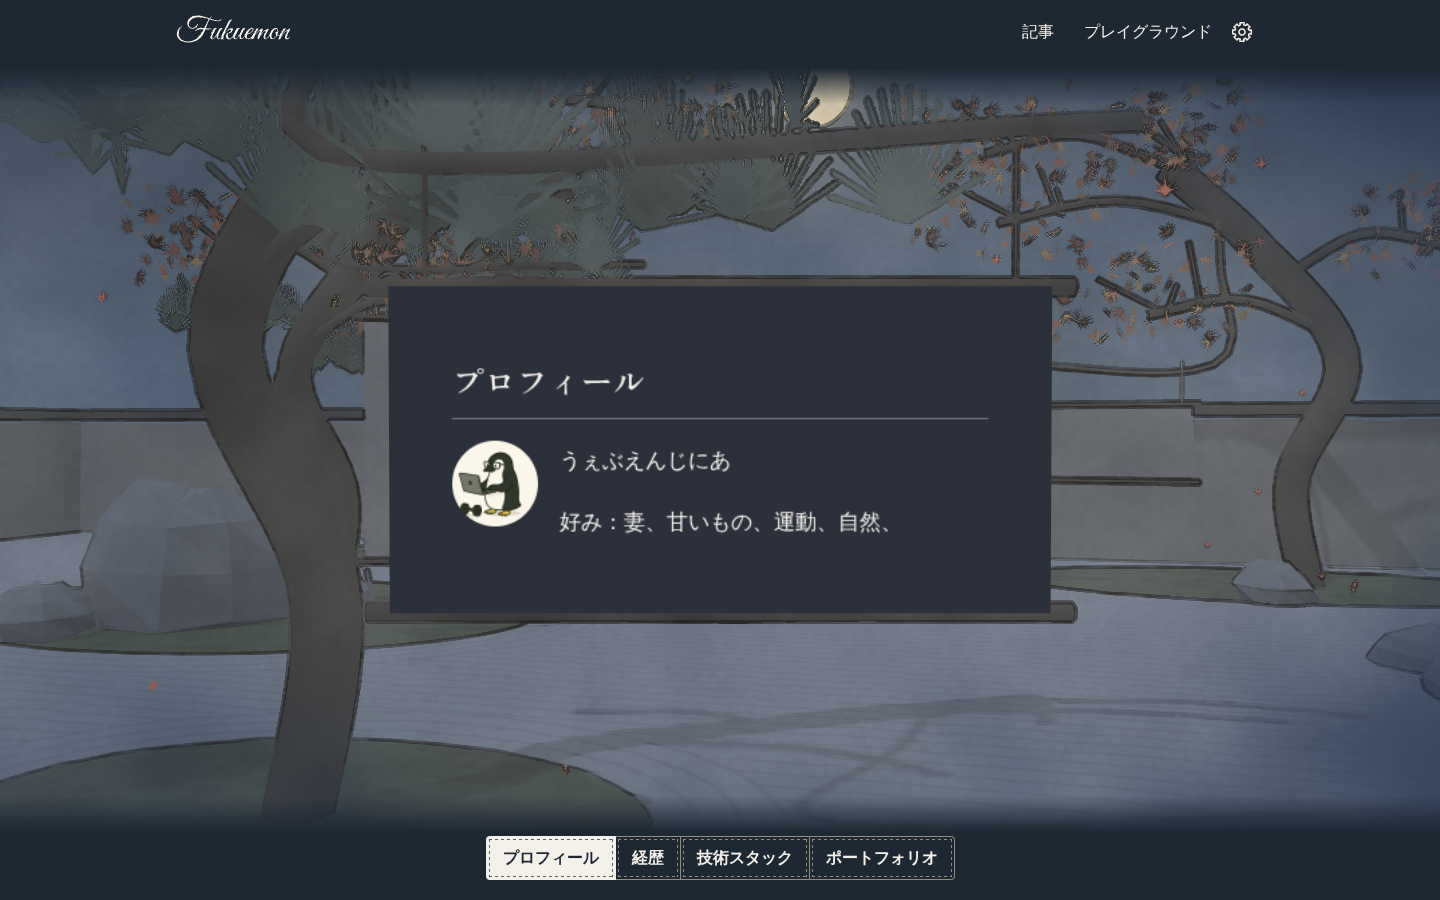 Fukuemon
記事
プレイグラウンド
プロフィール
うぇぶえんじにあ
好み：妻、甘いもの、運動、自然、
プロフィール
経歴
技術スタック
ポートフォリオ